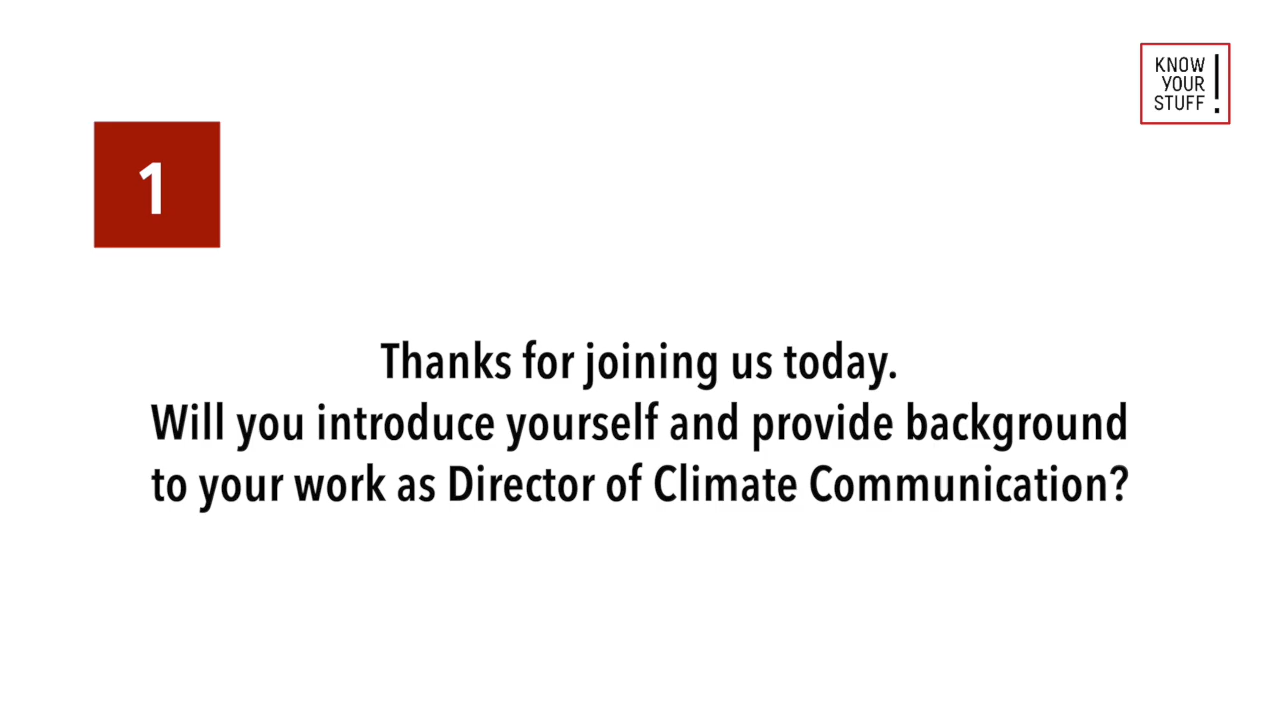 KNOW
YOUR
STUFF!
1
Thanks for joining us today.
Will you introduce yourself and provide background
to your work as Director of Climate Communication?